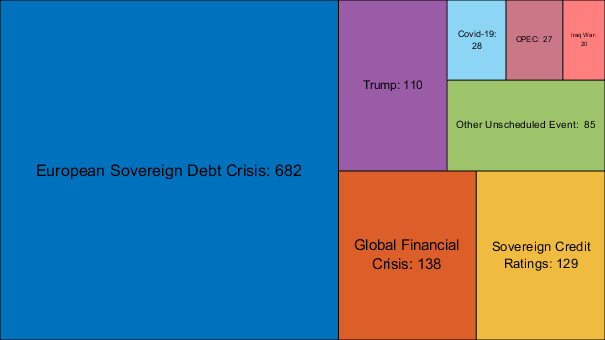 European Sovereign Debt Crisis: 682
Trump: 110
Covid-19:
28
OPEC: 27
Iraq War:
20
Other Unscheduled Event: 85
Global Financial
Crisis: 138
Sovereign Credit
Ratings: 129